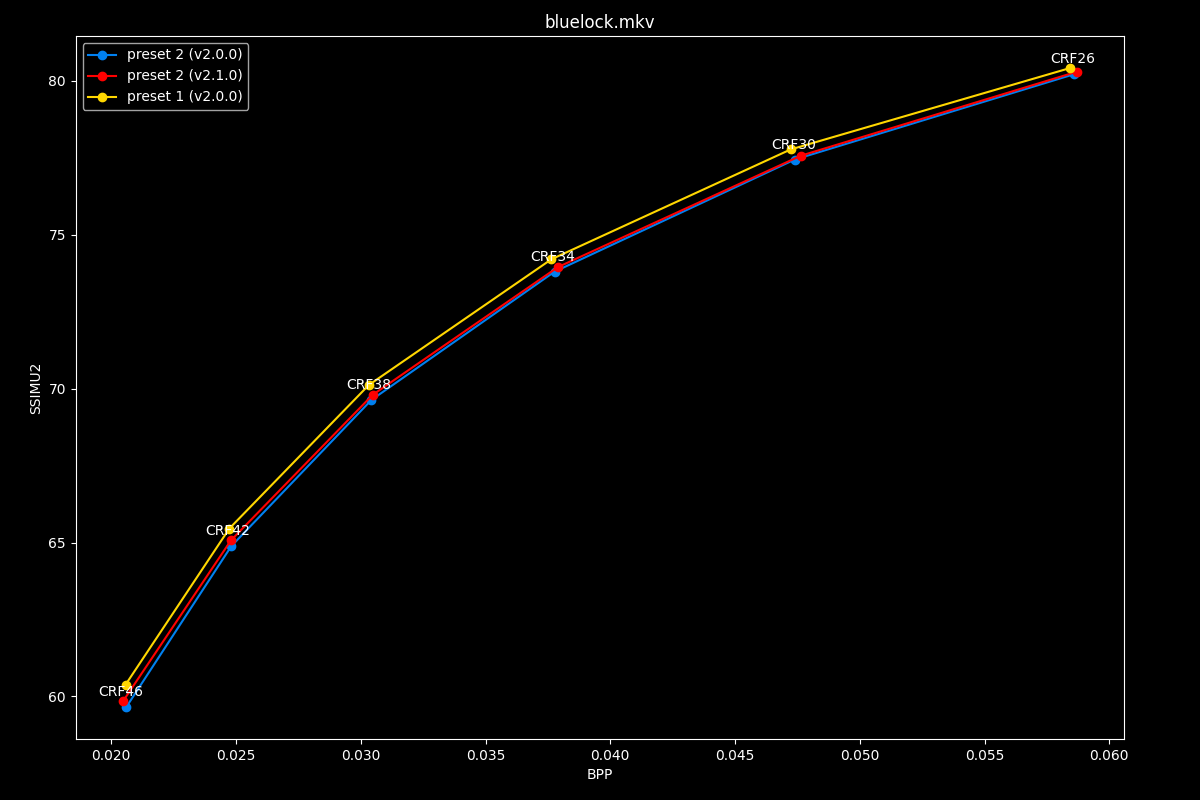 bluelock.mkv
preset 2 (v2.0.0)
preset 2 (v2.1.0)
preset 1 (v2.0.0)
CRF26
CRF30
CRF34
CRF38
CRF42
CRF46
80
75
70
65
60
SSIMU2
0.020 0.025 0.030 0.035 0.040 0.045 0.050 0.055 0.060
BPP